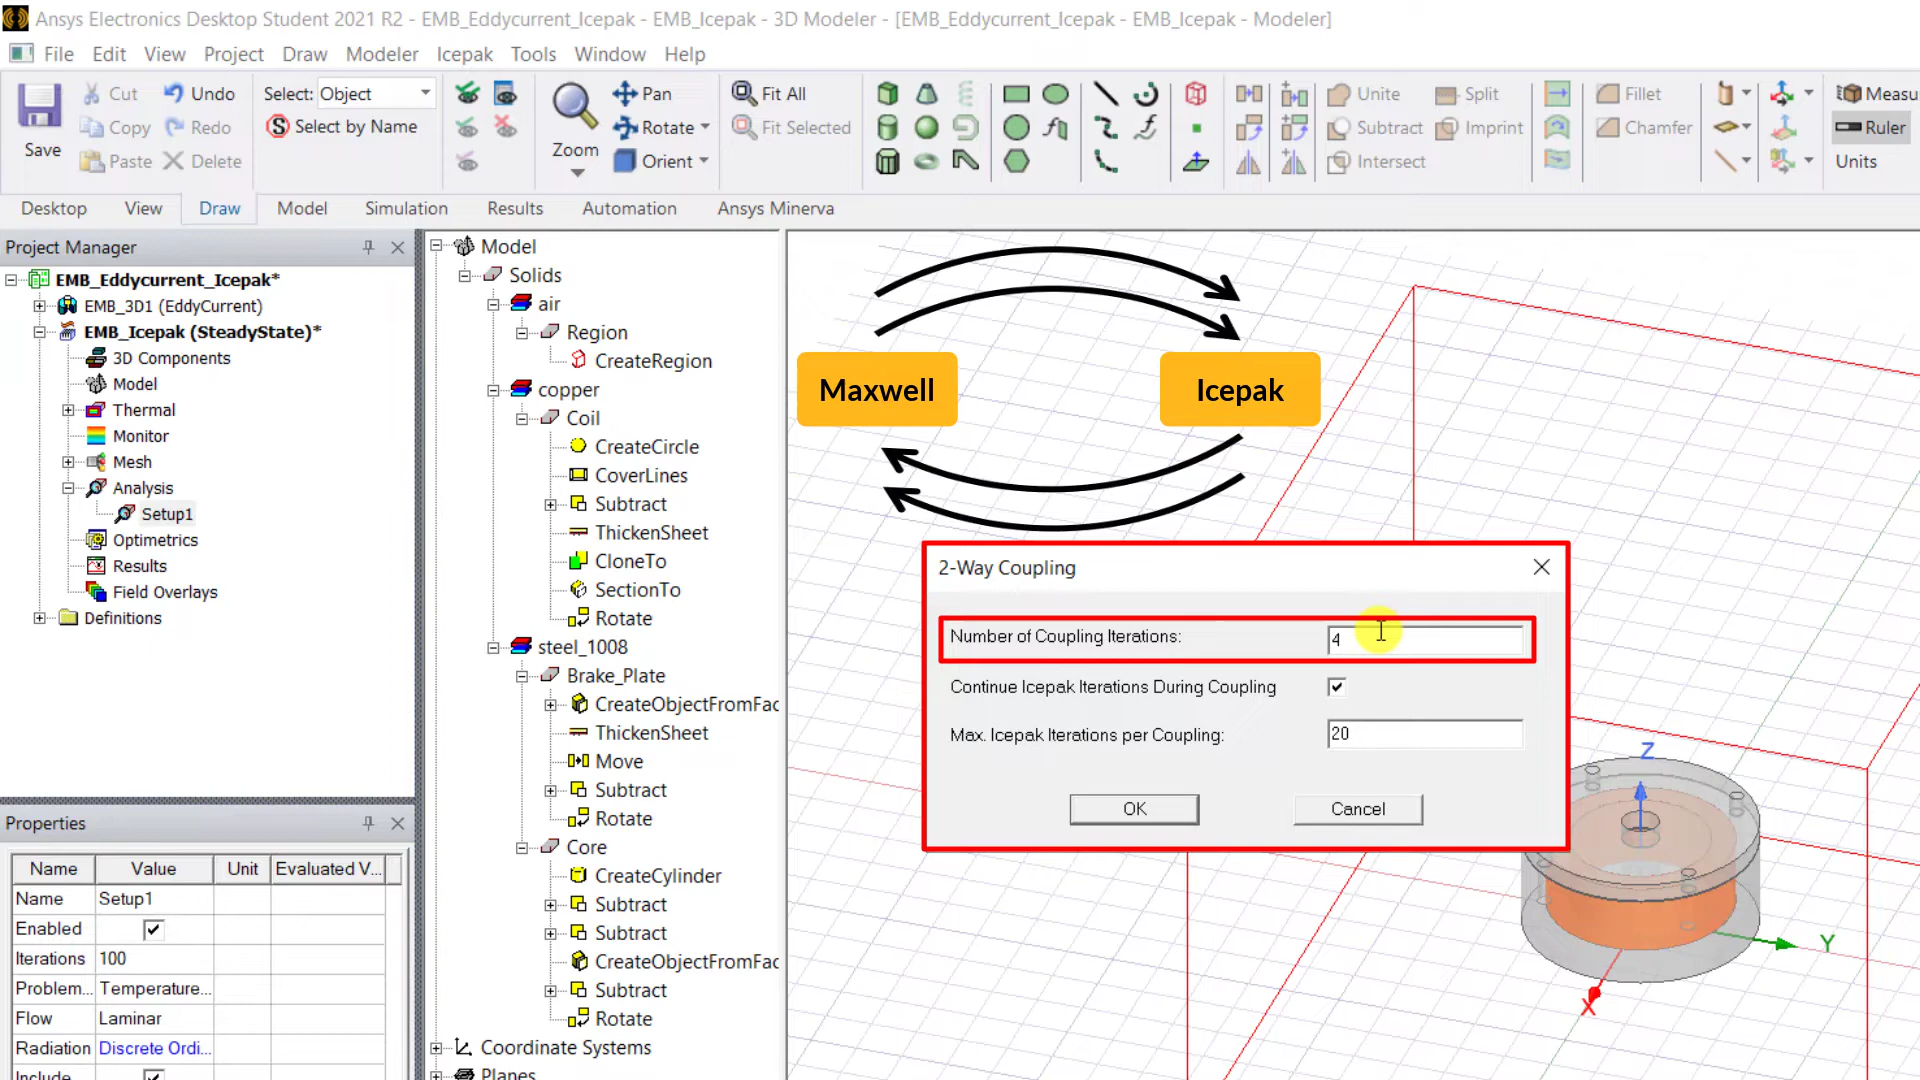 Ansys Electronics Desktop Student 2021 R2 - EMB_Eddycurrent_Icepak - EMB_Icepak - 3D Modeler - [EMB_Eddycurrent_Icepak - EMB_Icepak - Modeler]
File Edit View Project Draw Modeler Icepak Tools Window Help
Save
Cut
Copy
Paste
Undo
Redo
Delete
Select: Object
Select by Name
Zoom
Pan
Rotate
Orient
Fit All
Fit Selected
Unite
Subtract
Intersect
Split
Imprint
Fillet
Chamfer
Measu
Ruler
Units
Desktop View Draw Model Simulation Results Automation Ansys Minerva
Project Manager
EMB_Eddycurrent_Icepak*
EMB_3D1 (EddyCurrent)
EMB_Icepak (SteadyState)*
3D Components
Model
Thermal
Monitor
Mesh
Analysis
Setup1
Optimetrics
Results
Field Overlays
Definitions
Properties
Name Value Unit Evaluated V...
Name Setup1
Enabled
Iterations 100
Problem... Temperature...
Flow Laminar
Radiation Discrete Ordi...
Include
Model
Solids
air
Region
CreateRegion
copper
Coil
CreateCircle
CoverLines
Subtract
ThickenSheet
CloneTo
SectionTo
Rotate
steel_1008
Brake_Plate
CreateObjectFromFac
ThickenSheet
Move
Subtract
Rotate
Core
CreateCylinder
Subtract
Subtract
CreateObjectFromFac
Subtract
Rotate
Coordinate Systems
Planes
Maxwell
Icepak
2-Way Coupling
Number of Coupling Iterations: 4
Continue Icepak Iterations During Coupling
Max. Icepak Iterations per Coupling: 20
OK Cancel
Z
Y
X